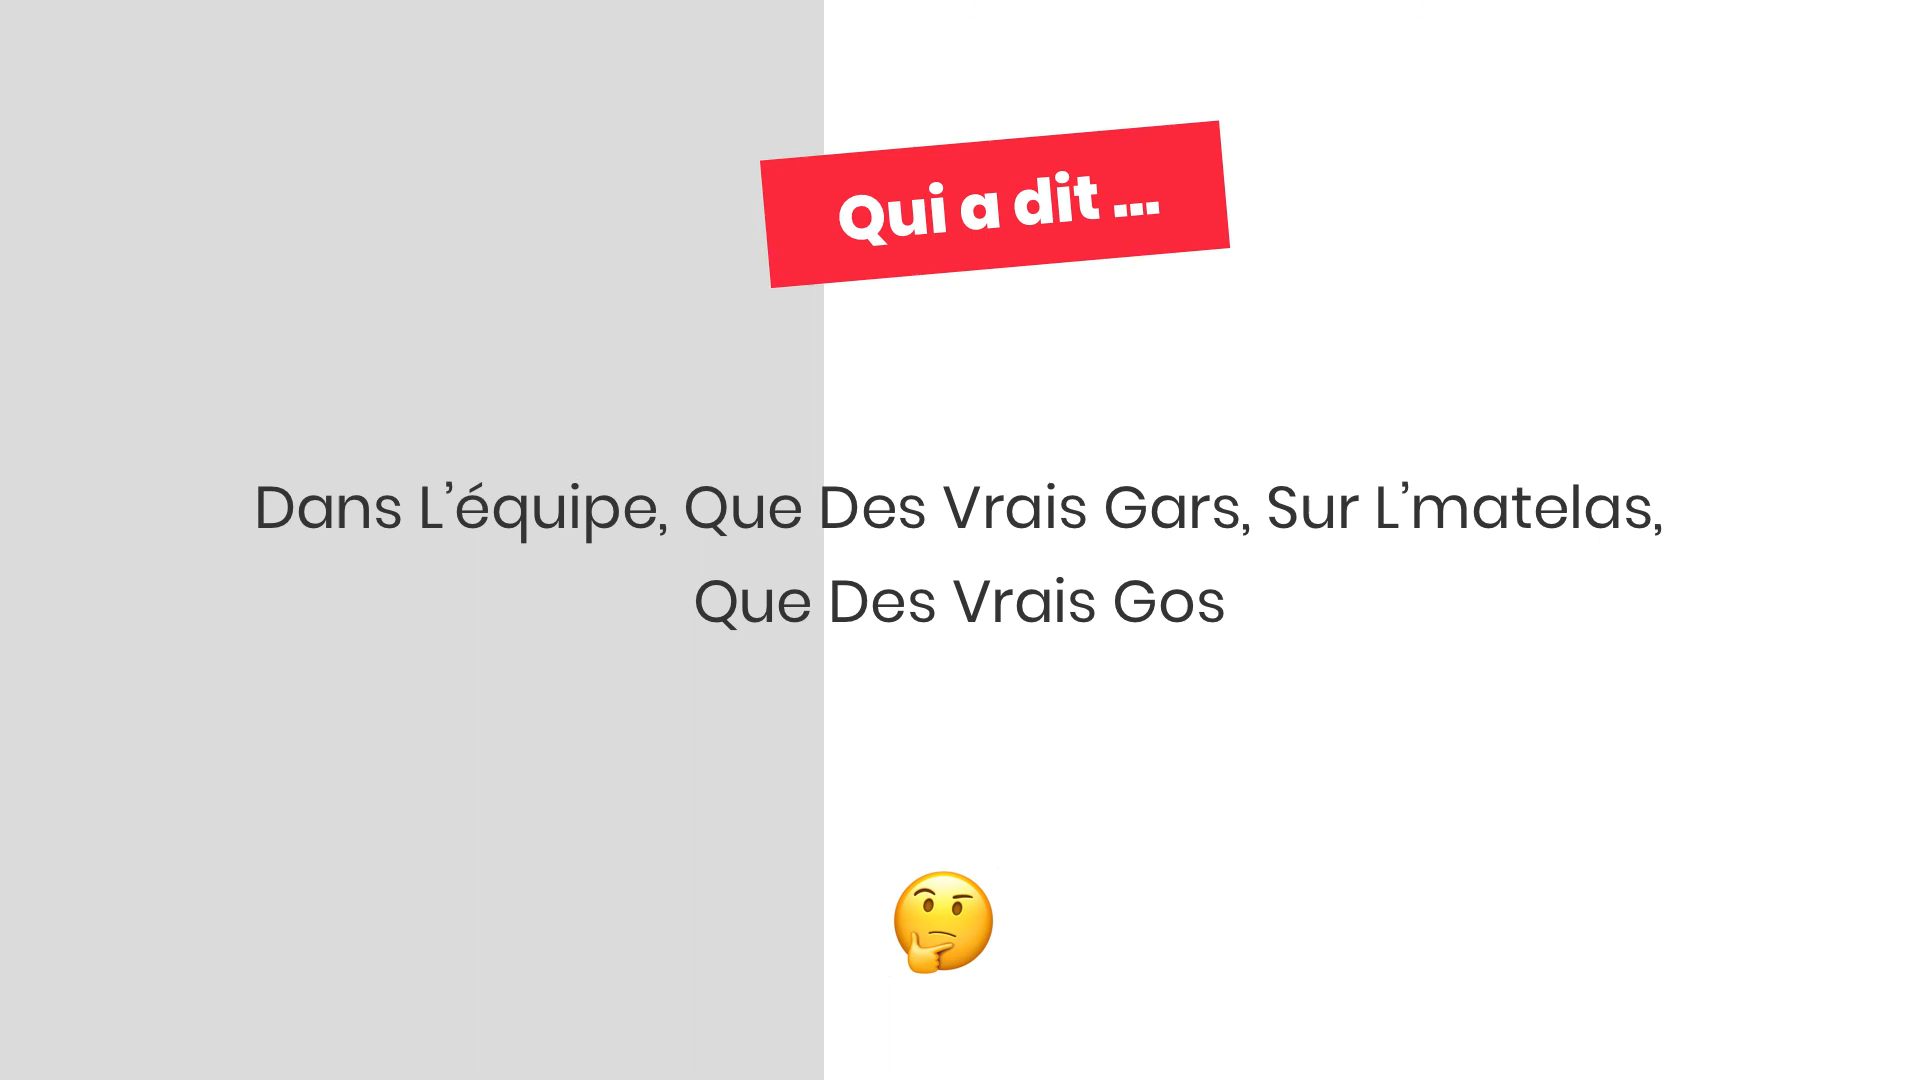 Qui a dit ...
Dans L’équipe, Que Des Vrais Gars, Sur L’matelas,
Que Des Vrais Gos